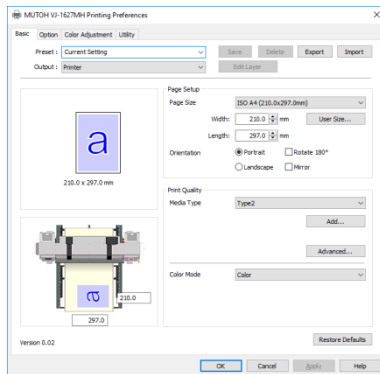 MUTOH VJ-1627MH Printing Preferences
Basic Option Color Adjustment Utility
Preset : Current Setting Save Delete Export Import
Output : Printer Edit Layer
Page Setup
Page Size ISO A4 (210.0x297.0mm)
Width: 210.0 mm User Size...
Length: 297.0 mm
Orientation Portrait Rotate 180°
Landscape Mirror
a
210.0 x 297.0 mm
Print Quality
Media Type Type2
Add...
Advanced...
Color Mode Color
a
210.0
297.0
Version 0.02
Restore Defaults
OK Cancel Apply Help